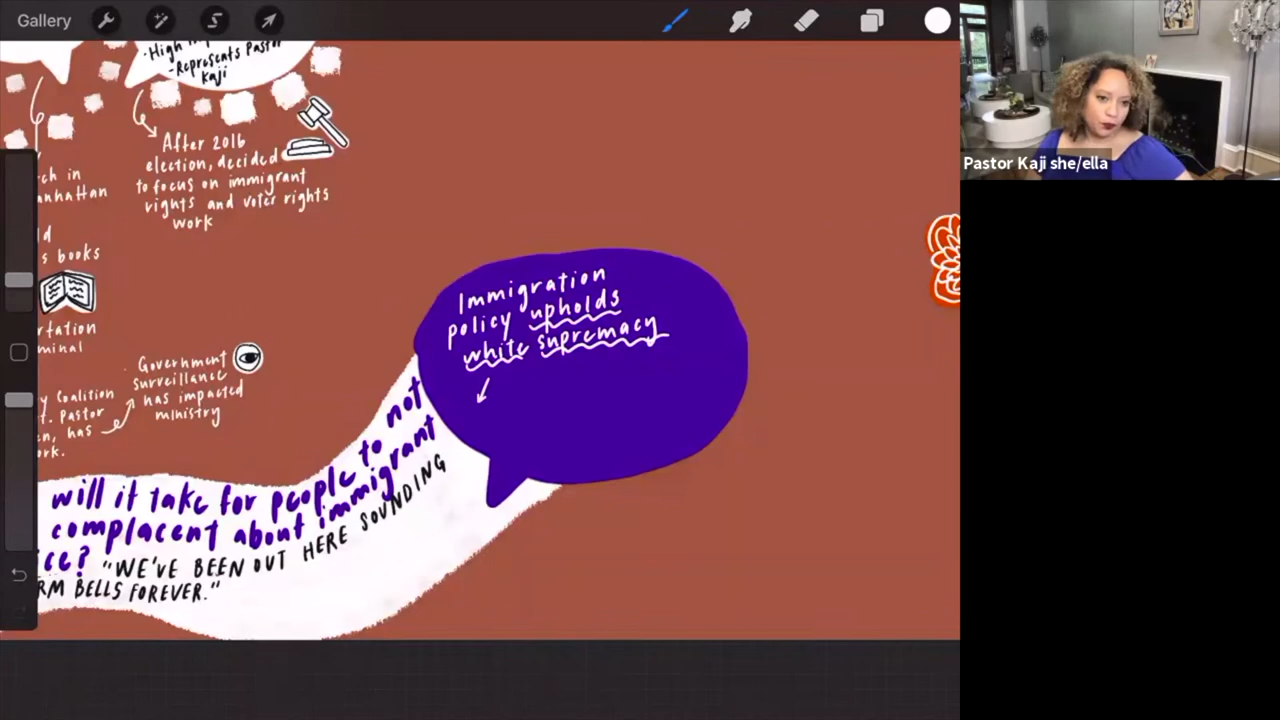 Gallery
· High
- Represents Pastor
Kaji
After 2016
election, decided
to focus on immigrant
rights and voter rights
work
ch in
anhattan
d
s books
rtation
minal
Government
surveillance
has impacted
ministry
y Coalition
t. Pastor
en, has
ork.
Immigration
policy upholds
white supremacy
will it take for people to not
complacent about immigrant
ice? "WE'VE BEEN OUT HERE SOUNDING
RM BELLS FOREVER."
Pastor Kaji she/ella